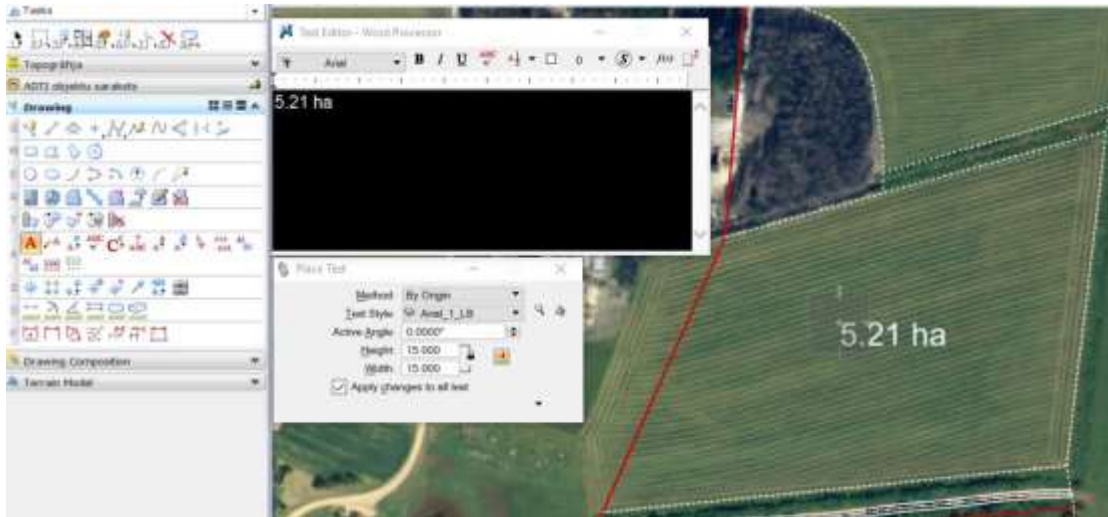 Tasks
Topogrāfija
ADTI objektu saraksts
Drawing
Drawing Composition
Terrain Model
Text Editor - Word Processor
Arial
B I U
5.21 ha
Place Text
Method: By Origin
Text Style: Arial_1_LB
Active Angle: 0.0000°
Height: 15.000
Width: 15.000
Apply changes to all text
5.21 ha